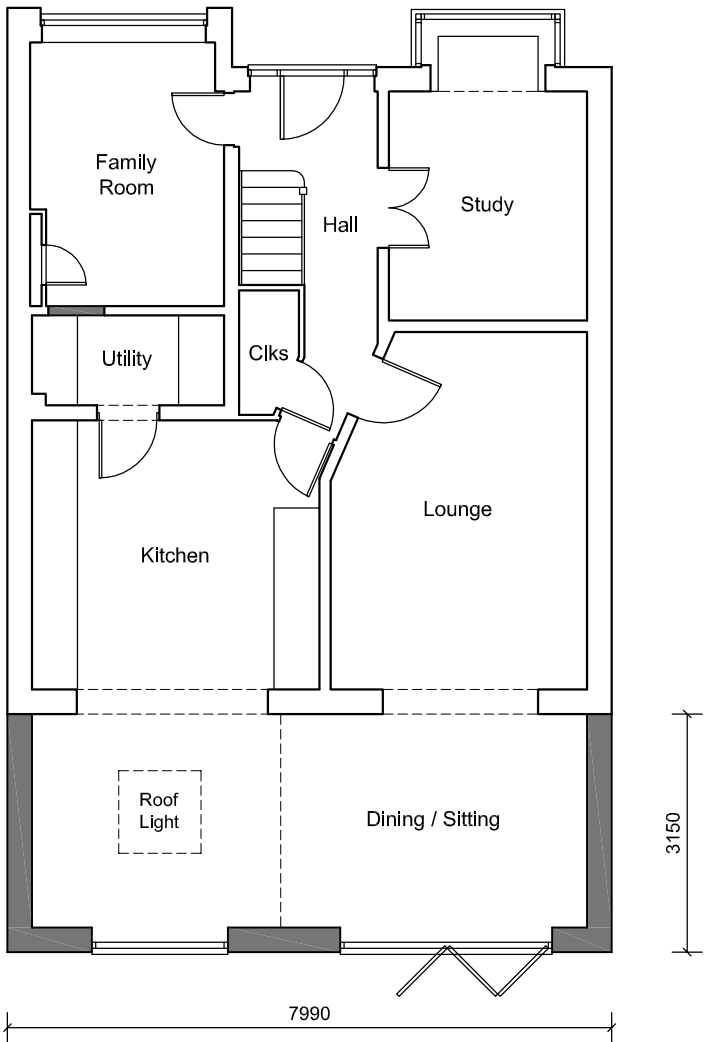 Family
Room
Study
Hall
Utility
Clks
Lounge
Kitchen
Roof
Light
Dining / Sitting
3150
7990